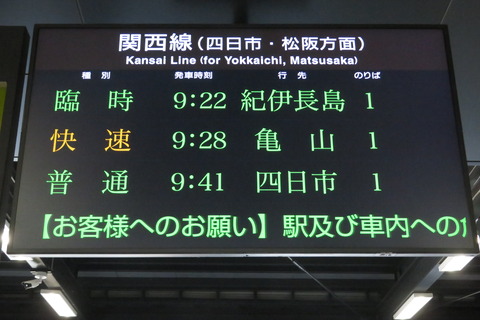 関西線（四日市・松阪方面）
Kansai Line (for Yokkaichi, Matsusaka)
種別 発車時刻 行先 のりば
臨時 9:22 紀伊長島 1
快速 9:28 亀山 1
普通 9:41 四日市 1
【お客様へのお願い】駅及び車内への